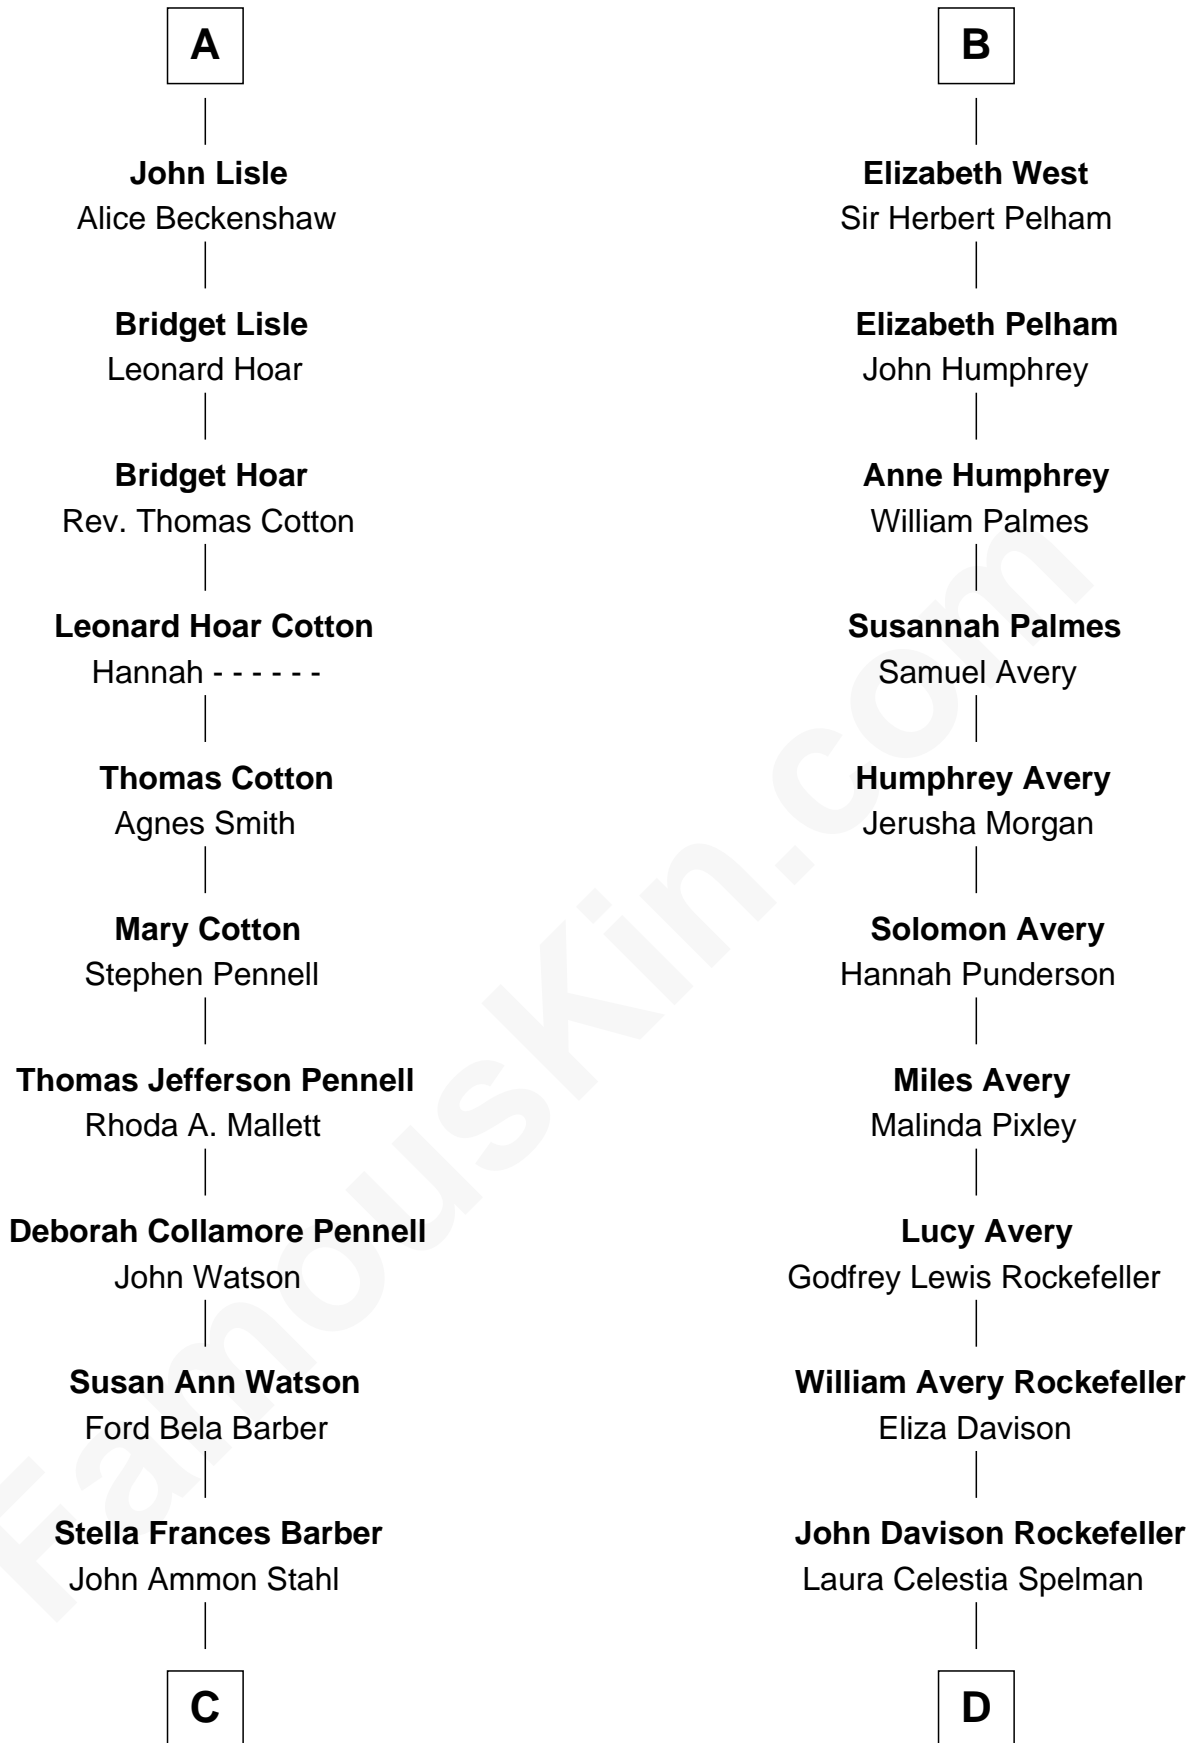 A
John Lisle
Alice Beckenshaw
Bridget Lisle
Leonard Hoar
Bridget Hoar
Rev. Thomas Cotton
Leonard Hoar Cotton
Hannah - - - - - -
Thomas Cotton
Agnes Smith
Mary Cotton
Stephen Pennell
Thomas Jefferson Pennell
Rhoda A. Mallett
Deborah Collamore Pennell
John Watson
Susan Ann Watson
Ford Bela Barber
Stella Frances Barber
John Ammon Stahl
C
B
Elizabeth West
Sir Herbert Pelham
Elizabeth Pelham
John Humphrey
Anne Humphrey
William Palmes
Susannah Palmes
Samuel Avery
Humphrey Avery
Jerusha Morgan
Solomon Avery
Hannah Punderson
Miles Avery
Malinda Pixley
Lucy Avery
Godfrey Lewis Rockefeller
William Avery Rockefeller
Eliza Davison
John Davison Rockefeller
Laura Celestia Spelman
D
FamousKin.com